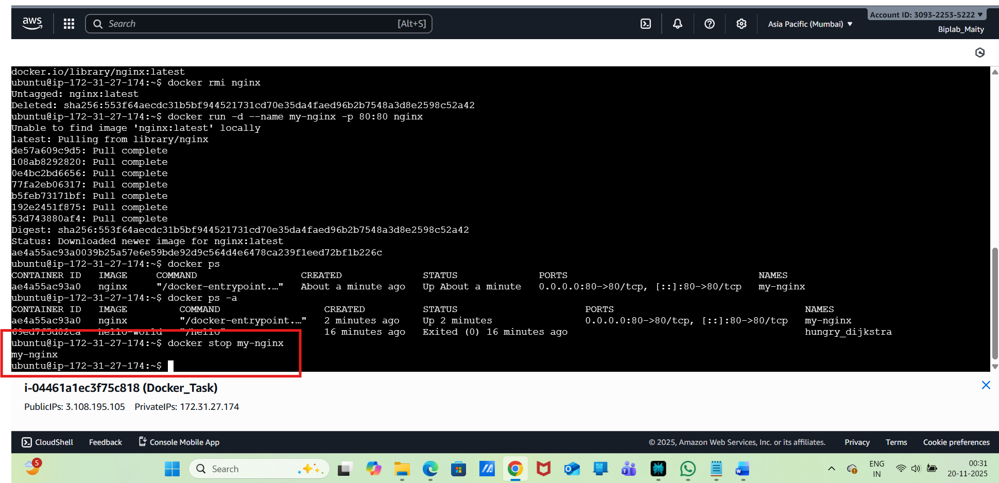 aws
Search [Alt+S]
Asia Pacific (Mumbai)
Account ID: 3093-2253-5222
Biplab_Maity
docker.io/library/nginx:latest
ubuntu@ip-172-31-27-174:~$ docker rmi nginx
Untagged: nginx:latest
Deleted: sha256:553f64aecdc31b5bf944521731cd70e35da4faed96b2b7548a3d8e2598c52a42
ubuntu@ip-172-31-27-174:~$ docker run -d --name my-nginx -p 80:80 nginx
Unable to find image 'nginx:latest' locally
latest: Pulling from library/nginx
de57a609c9d5: Pull complete
108ab8292820: Pull complete
0e4bc2bd6656: Pull complete
77fa2eb06317: Pull complete
b5feb73171bf: Pull complete
192e2451f875: Pull complete
53d743880af4: Pull complete
Digest: sha256:553f64aecdc31b5bf944521731cd70e35da4faed96b2b7548a3d8e2598c52a42
Status: Downloaded newer image for nginx:latest
ae4a55ac93a0039b25a57e6e59bde92d9c564d4e6478ca239f1eed72bf1b226c
ubuntu@ip-172-31-27-174:~$ docker ps
CONTAINER ID IMAGE COMMAND CREATED STATUS PORTS NAMES
ae4a55ac93a0 nginx "/docker-entrypoint.…" About a minute ago Up About a minute 0.0.0.0:80->80/tcp, [::]:80->80/tcp my-nginx
ubuntu@ip-172-31-27-174:~$ docker ps -a
CONTAINER ID IMAGE COMMAND CREATED STATUS PORTS NAMES
ae4a55ac93a0 nginx "/docker-entrypoint.…" 2 minutes ago Up 2 minutes 0.0.0.0:80->80/tcp, [::]:80->80/tcp my-nginx
69ed7f5d82ca hello-world "/hello" 16 minutes ago Exited (0) 16 minutes ago hungry_dijkstra
ubuntu@ip-172-31-27-174:~$ docker stop my-nginx
my-nginx
ubuntu@ip-172-31-27-174:~$
i-04461a1ec3f75c818 (Docker_Task)
PublicIPs: 3.108.195.105 PrivateIPs: 172.31.27.174
CloudShell Feedback Console Mobile App © 2025, Amazon Web Services, Inc. or its affiliates. Privacy Terms Cookie preferences
5
Search
ENG
IN
00:31
20-11-2025